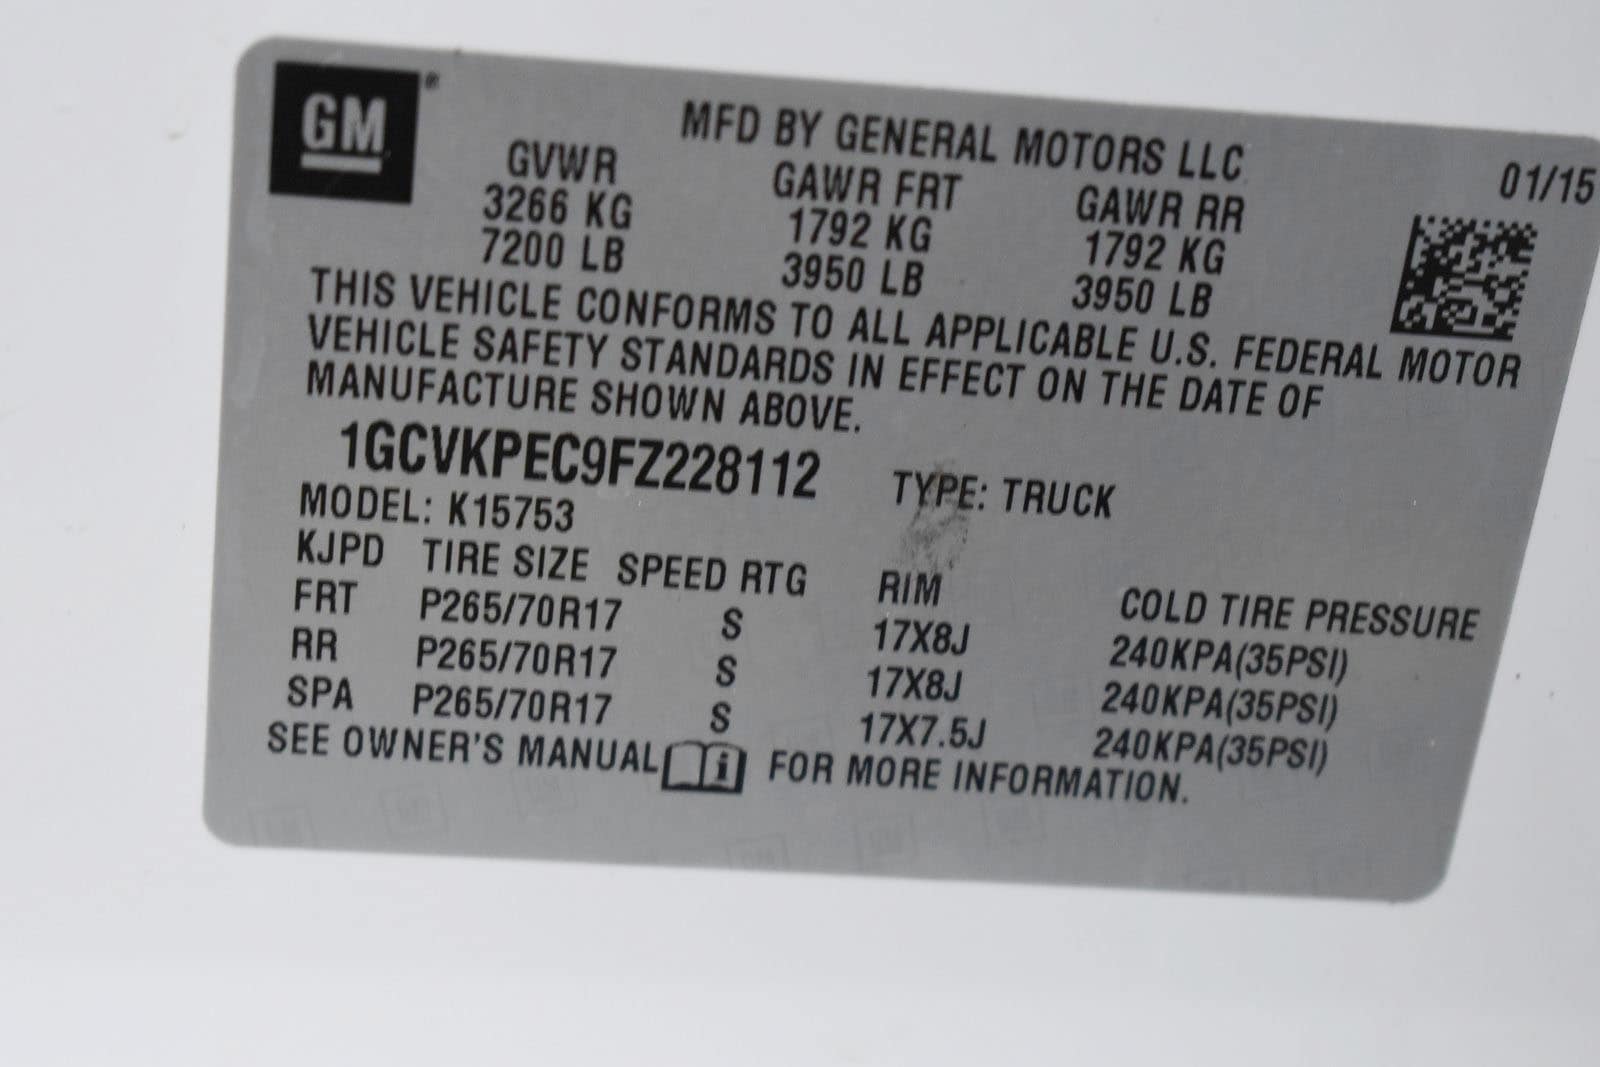 GM®
MFD BY GENERAL MOTORS LLC
01/15
GVWR GAWR FRT GAWR RR
3266 KG 1792 KG 1792 KG
7200 LB 3950 LB 3950 LB
THIS VEHICLE CONFORMS TO ALL APPLICABLE U.S. FEDERAL MOTOR
VEHICLE SAFETY STANDARDS IN EFFECT ON THE DATE OF
MANUFACTURE SHOWN ABOVE.
1GCVKPEC9FZ228112 TYPE: TRUCK
MODEL: K15753
KJPD TIRE SIZE SPEED RTG RIM COLD TIRE PRESSURE
FRT P265/70R17 S 17X8J 240KPA(35PSI)
RR P265/70R17 S 17X8J 240KPA(35PSI)
SPA P265/70R17 S 17X7.5J 240KPA(35PSI)
SEE OWNER'S MANUAL i FOR MORE INFORMATION.